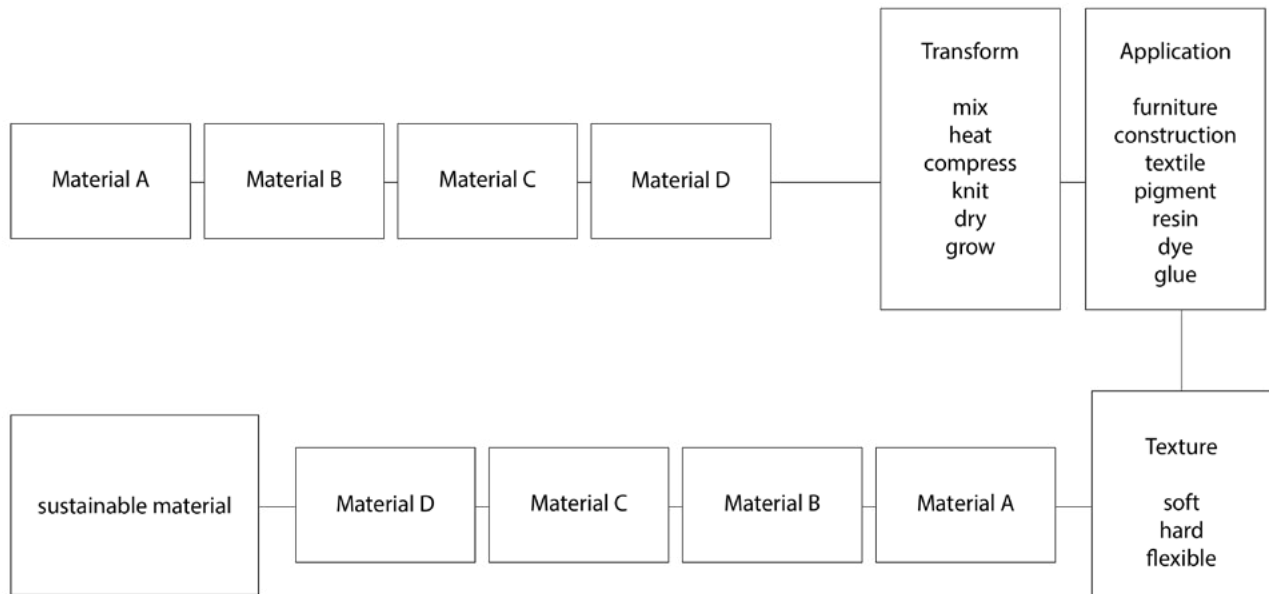 Material A
Material B
Material C
Material D
Transform
mix
heat
compress
knit
dry
grow
Application
furniture
construction
textile
pigment
resin
dye
glue
sustainable material
Material D
Material C
Material B
Material A
Texture
soft
hard
flexible